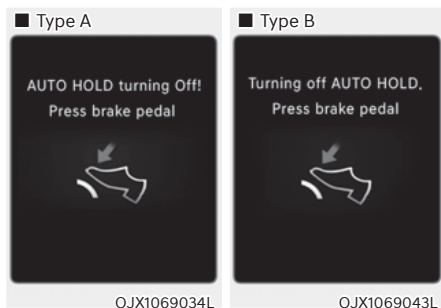 ■ Type A
AUTO HOLD turning Off!
Press brake pedal
OJX1069034L
■ Type B
Turning off AUTO HOLD.
Press brake pedal
OJX1069043L